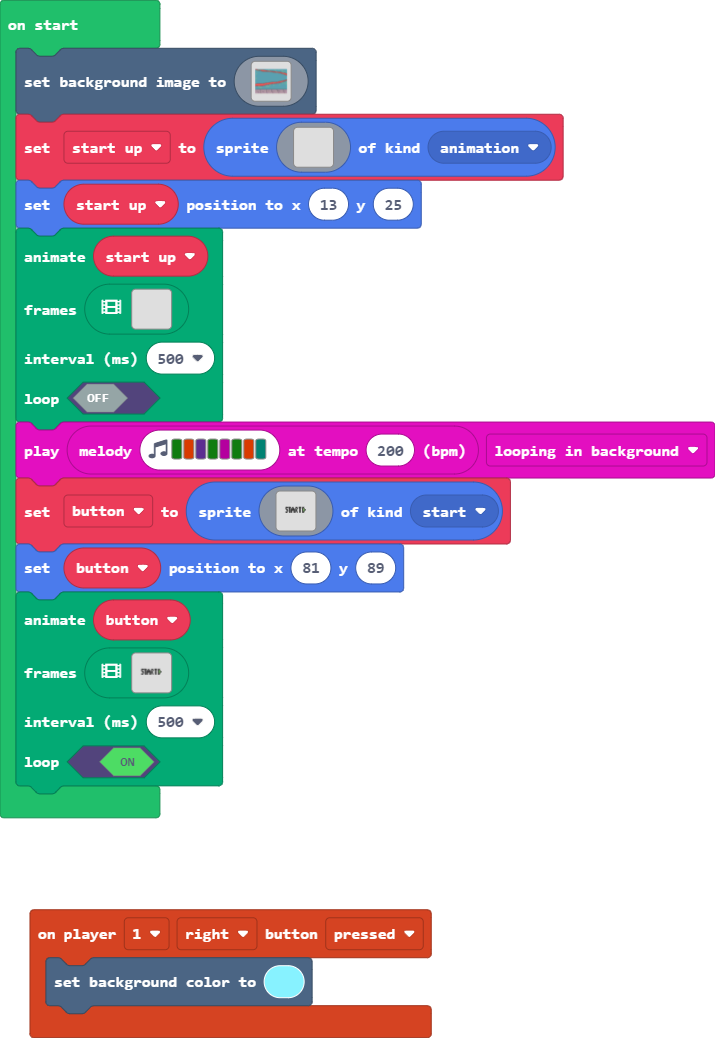 on start
set background image to
set start up to sprite of kind animation
set start up position to x 13 y 25
animate start up
frames
interval (ms) 500
loop OFF
play melody at tempo 200 (bpm) looping in background
set button to sprite START of kind start
set button position to x 81 y 89
animate button
frames START
interval (ms) 500
loop ON
on player 1 right button pressed
set background color to